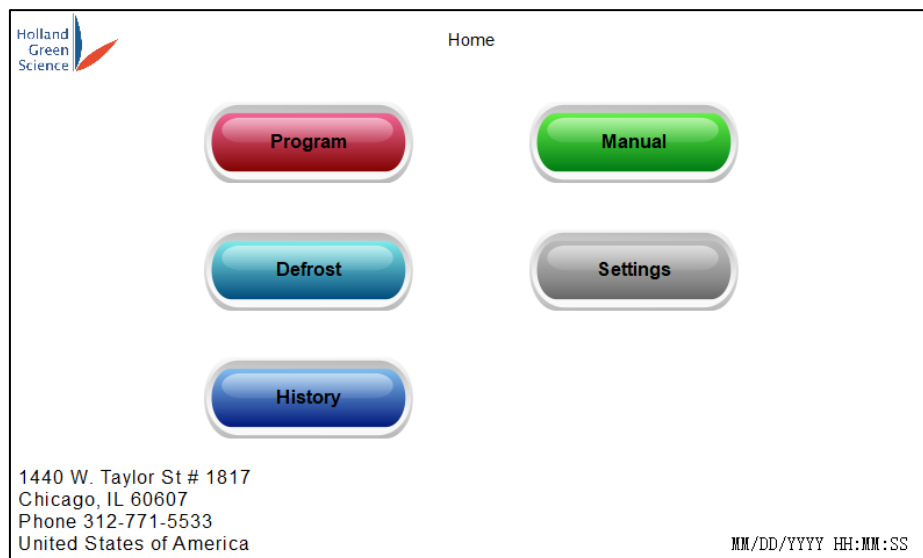 Holland
Green
Science
Home
Program
Manual
Defrost
Settings
History
1440 W. Taylor St # 1817
Chicago, IL 60607
Phone 312-771-5533
United States of America
MM/DD/YYYY HH:MM:SS